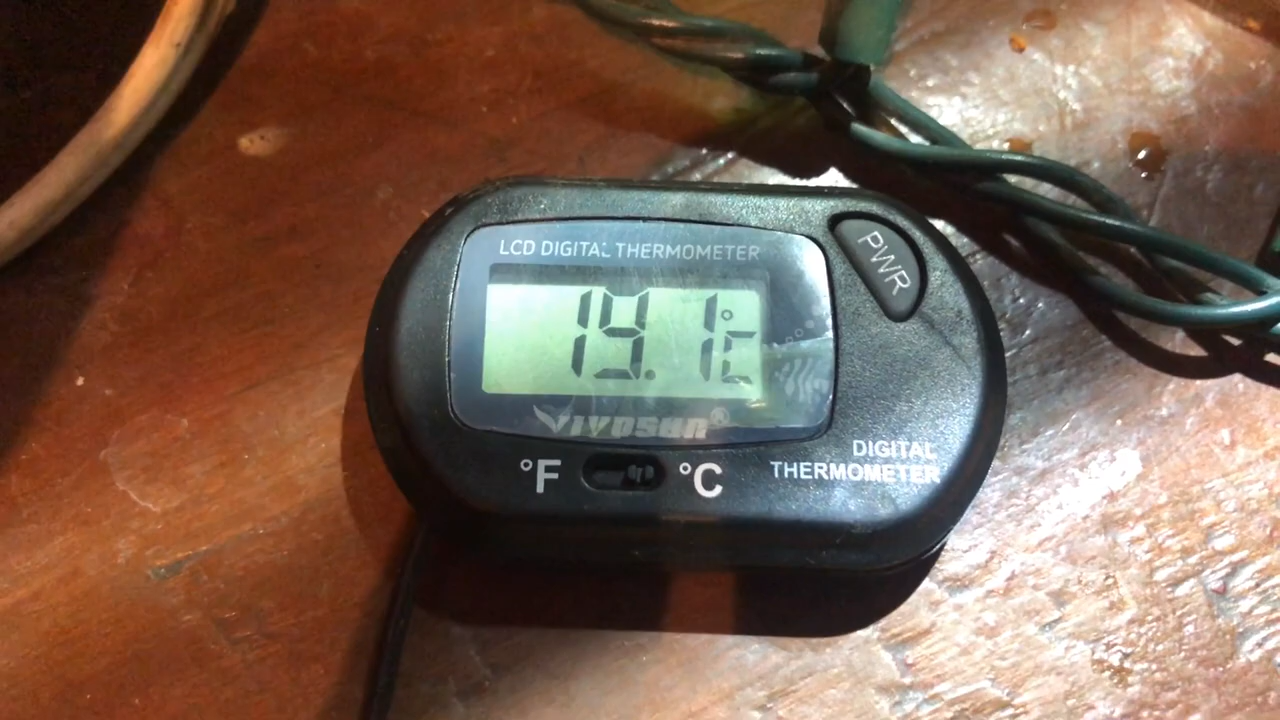 LCD DIGITAL THERMOMETER
PWR
19.1°C
Vivosun®
°F °C
DIGITAL
THERMOMETER